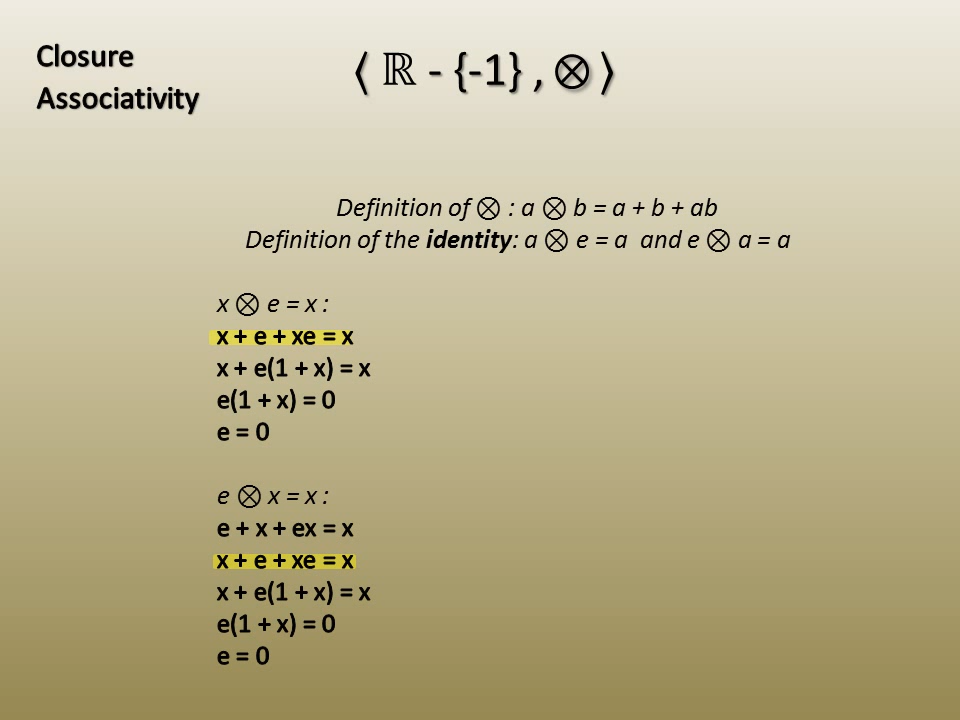 Closure
Associativity
⟨ ℝ - {-1} , ⊗ ⟩
Definition of ⊗ : a ⊗ b = a + b + ab
Definition of the identity: a ⊗ e = a and e ⊗ a = a
x ⊗ e = x :
x + e + xe = x
x + e(1 + x) = x
e(1 + x) = 0
e = 0
e ⊗ x = x :
e + x + ex = x
x + e + xe = x
x + e(1 + x) = x
e(1 + x) = 0
e = 0